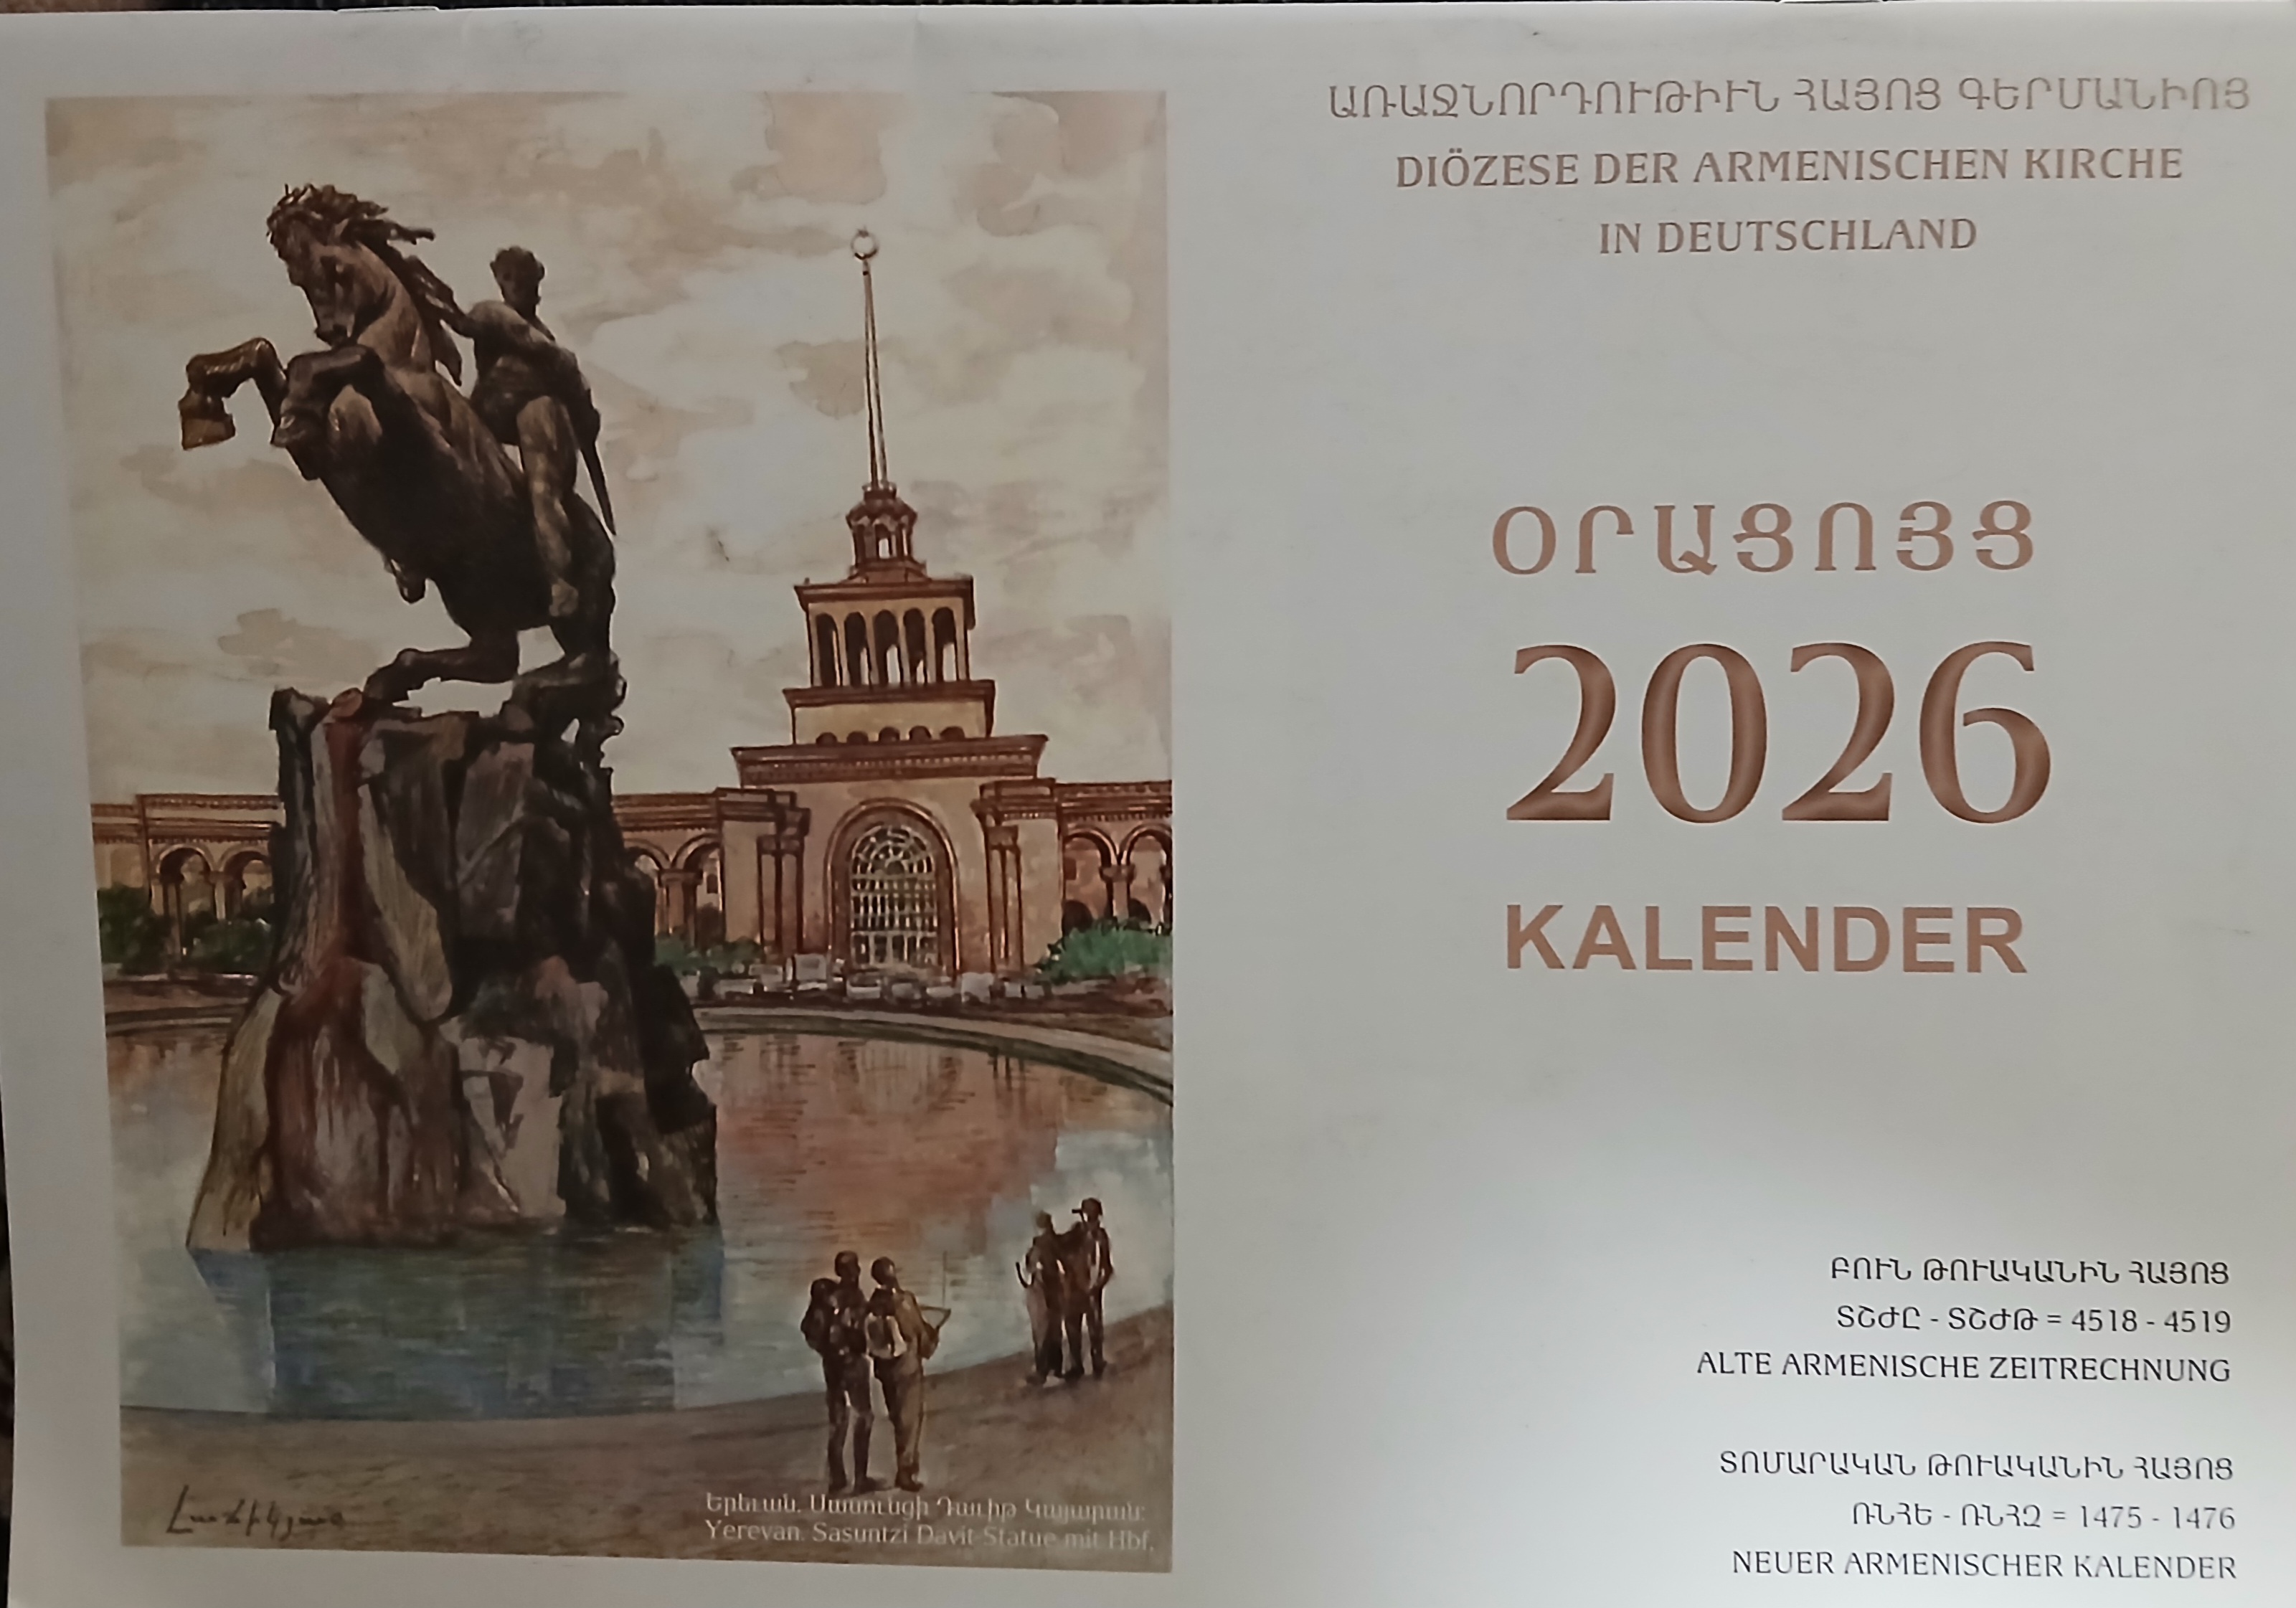 ԱՌԱՋՆՈՐԴՈՒԹԻՒՆ ՀԱՅՈՑ ԳԵՐՄԱՆԻՈՅ
DIÖZESE DER ARMENISCHEN KIRCHE
IN DEUTSCHLAND
ՕՐԱՑՈՅՑ
2026
KALENDER
ԲՈՒՆ ԹՈՒԱԿԱՆԻՆ ՀԱՅՈՑ
ՏՇԺԸ - ՏՇԺԹ = 4518 - 4519
ALTE ARMENISCHE ZEITRECHNUNG
ՏՈՄԱՐԱԿԱՆ ԹՈՒԱԿԱՆԻՆ ՀԱՅՈՑ
ՌՆՀԵ - ՌՆՀԶ = 1475 - 1476
NEUER ARMENISCHER KALENDER
Երեւան. Սասունցի Դաւիթ Կայարան:
Yerevan. Sasuntzi Davit-Statue mit Hbf.